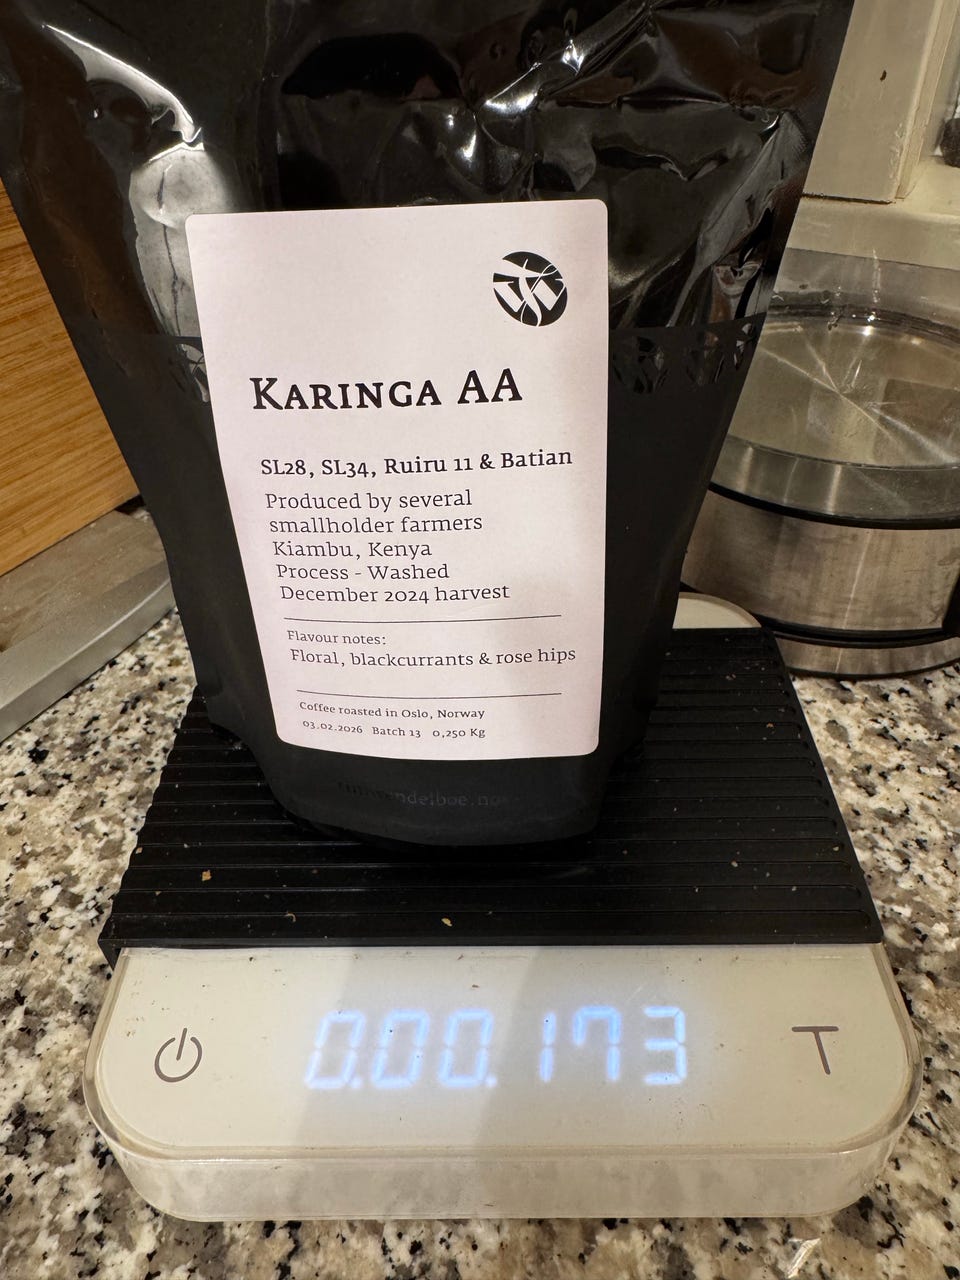 KARINGA AA
SL28, SL34, Ruiru 11 & Batian
Produced by several
smallholder farmers
Kiambu, Kenya
Process - Washed
December 2024 harvest
Flavour notes:
Floral, blackcurrants & rose hips
Coffee roasted in Oslo, Norway
03.02.2026 Batch 13 0,250 Kg
0.00.173
T